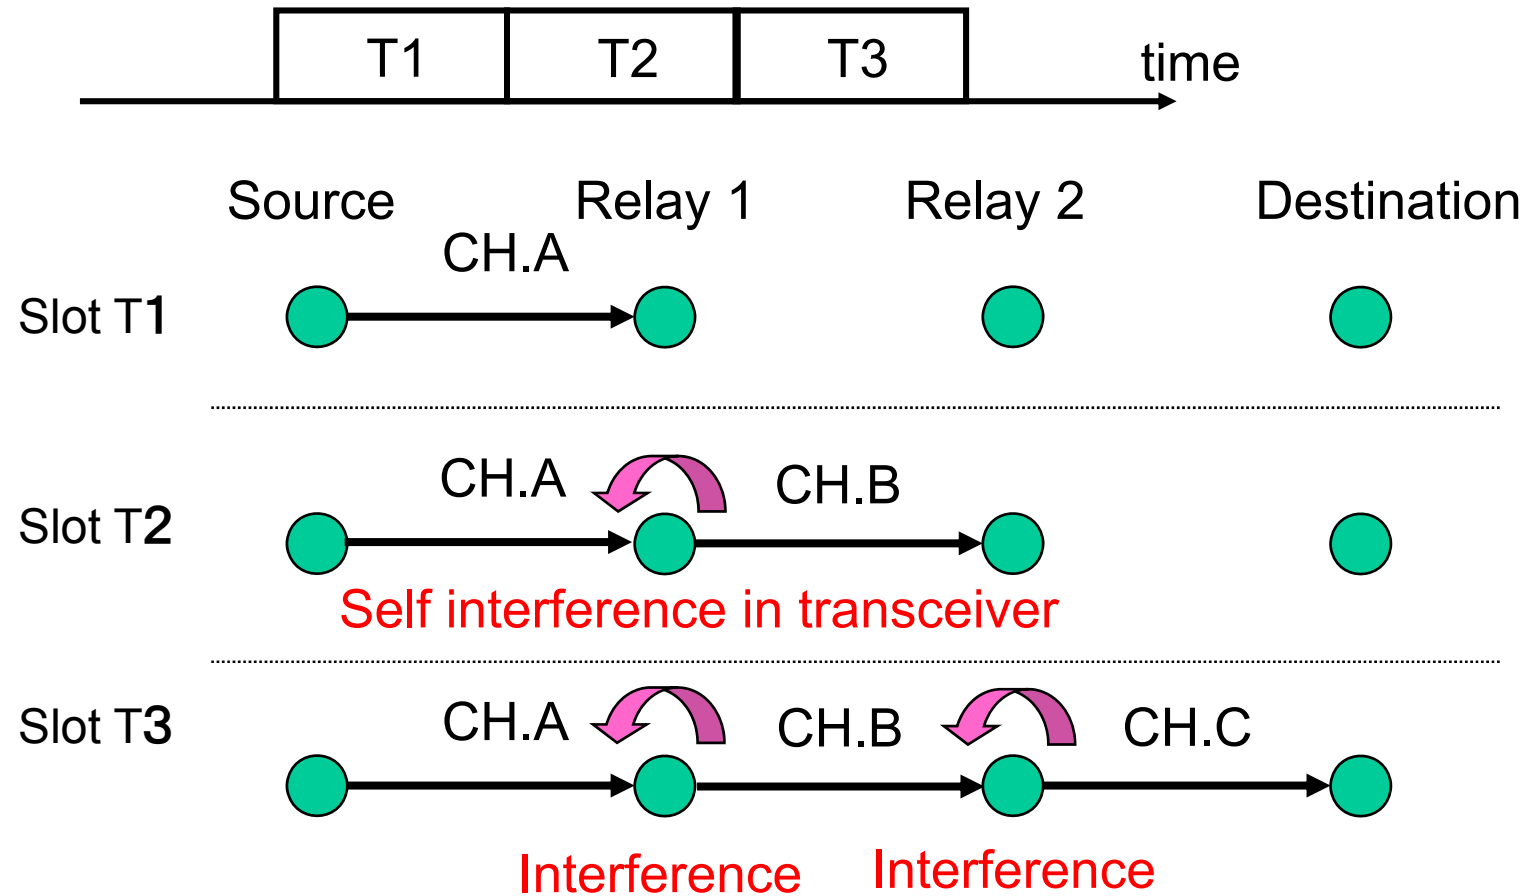 T1 T2 T3 time
Source Relay 1 Relay 2 Destination
CH.A
Slot T1
CH.A CH.B
Slot T2
Self interference in transceiver
Slot T3 CH.A CH.B CH.C
Interference Interference